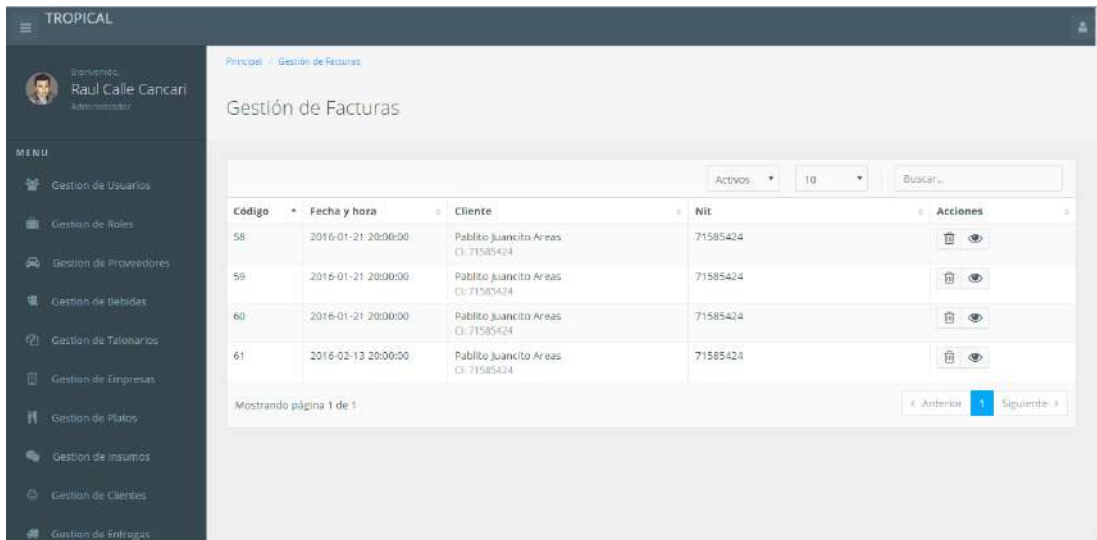 TROPICAL
Bienvenido,
Raul Calle Cancari
Administrador
MENU
Gestion de Usuarios
Gestion de Roles
Gestion de Proveedores
Gestion de Bebidas
Gestion de Talonarios
Gestion de Empresas
Gestion de Platos
Gestion de Insumos
Gestion de Clientes
Gestion de Entregas
Principal / Gestión de Facturas
Gestión de Facturas
Activos 10 Buscar...
Código Fecha y hora Cliente Nit Acciones
58 2016-01-21 20:00:00 Pablito Juancito Areas 71585424
CI: 71585424
59 2016-01-21 20:00:00 Pablito Juancito Areas 71585424
CI: 71585424
60 2016-01-21 20:00:00 Pablito Juancito Areas 71585424
CI: 71585424
61 2016-02-13 20:00:00 Pablito Juancito Areas 71585424
CI: 71585424
Mostrando página 1 de 1
< Anterior 1 Siguiente >